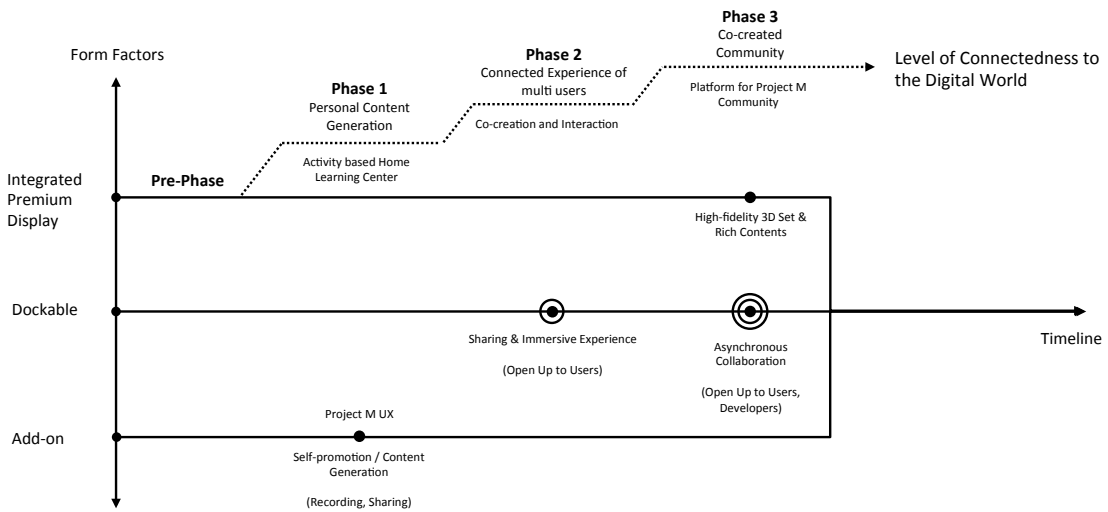 Phase 3
Co-created
Community
Phase 2
Form Factors
Level of Connectedness to
the Digital World
Connected Experience of
multi users
Phase 1
Personal Content
Generation
Platform for Project M
Community
Co-creation and Interaction
Activity based Home
Learning Center
Pre-Phase
Integrated
Premium
Display
High-fidelity 3D Set &
Rich Contents
Dockable
Timeline
Sharing & Immersive Experience
(Open Up to Users)
Asynchronous
Collaboration
(Open Up to Users,
Developers)
Project M UX
Add-on
Self-promotion / Content
Generation
(Recording, Sharing)